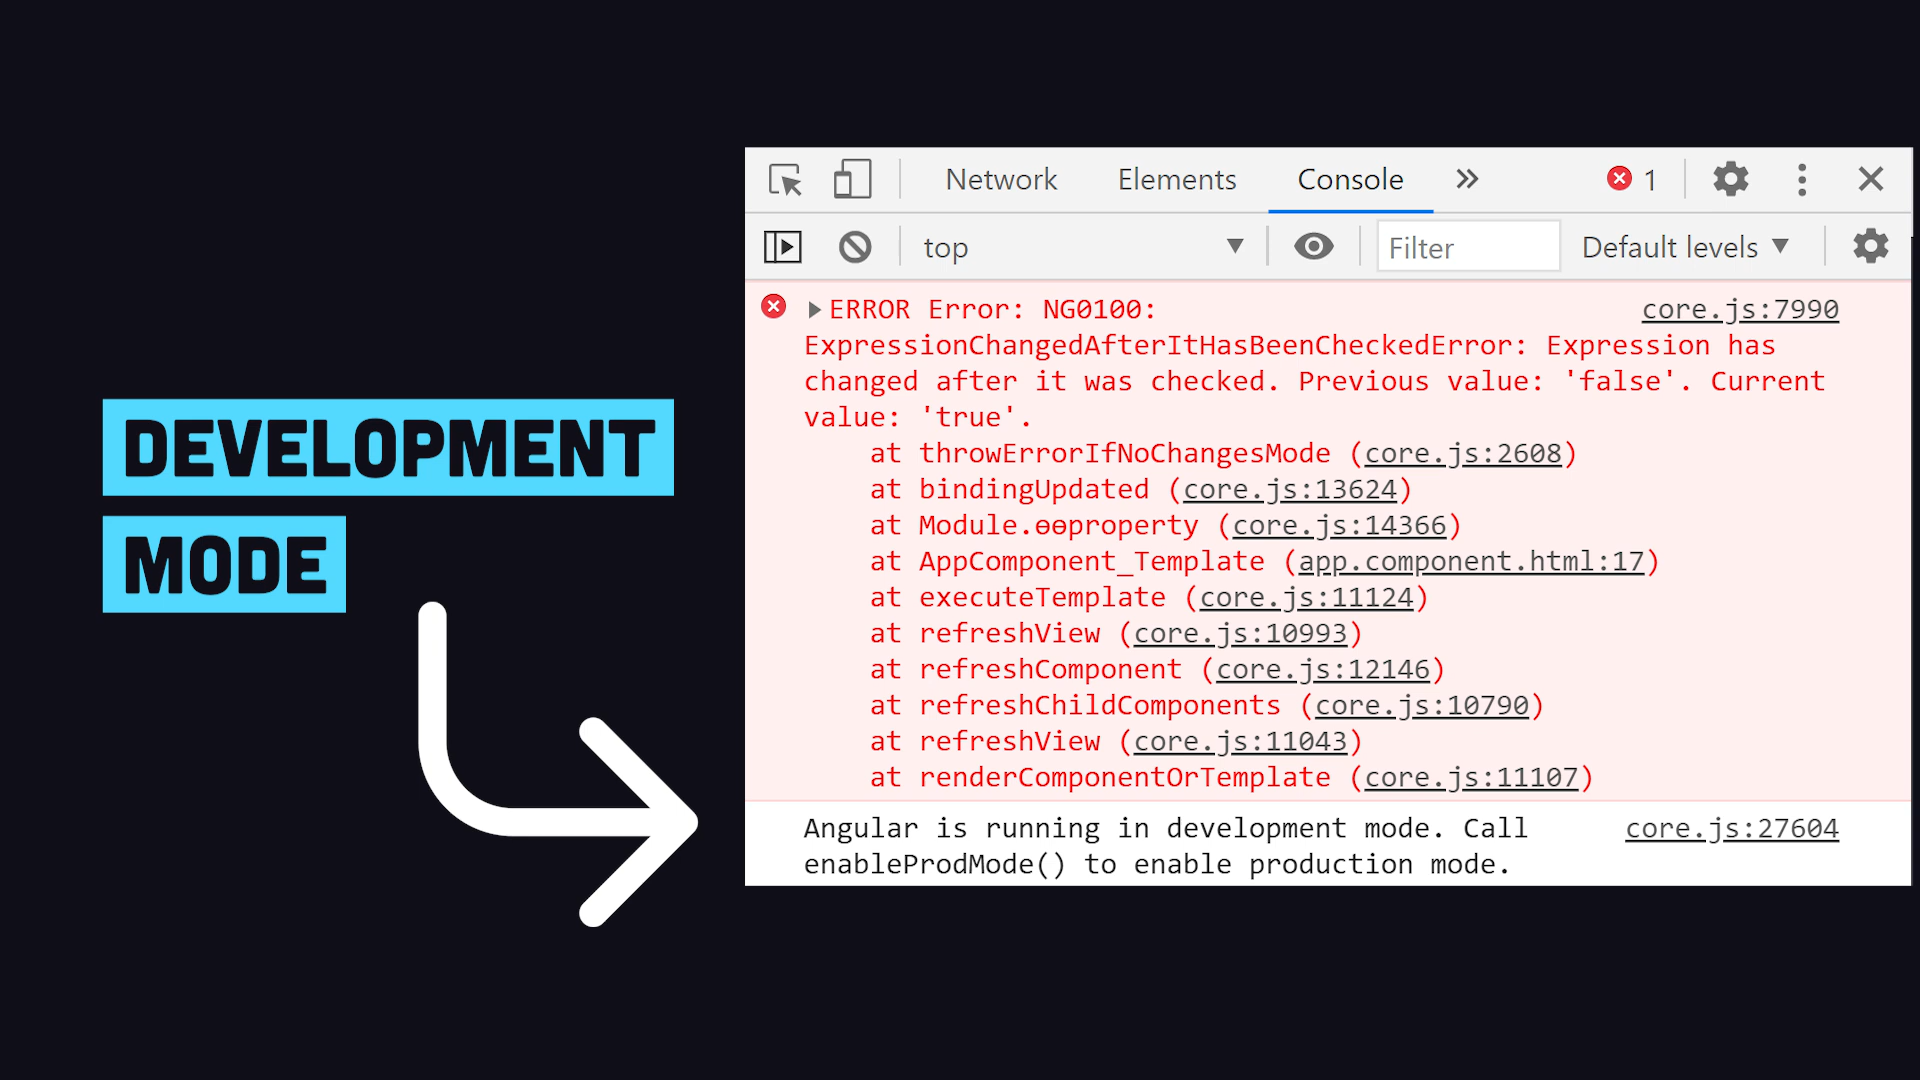 DEVELOPMENT
MODE
Network Elements Console 1
top Filter Default levels
ERROR Error: NG0100: core.js:7990
ExpressionChangedAfterItHasBeenCheckedError: Expression has
changed after it was checked. Previous value: 'false'. Current
value: 'true'.
at throwErrorIfNoChangesMode (core.js:2608)
at bindingUpdated (core.js:13624)
at Module.ɵɵproperty (core.js:14366)
at AppComponent_Template (app.component.html:17)
at executeTemplate (core.js:11124)
at refreshView (core.js:10993)
at refreshComponent (core.js:12146)
at refreshChildComponents (core.js:10790)
at refreshView (core.js:11043)
at renderComponentOrTemplate (core.js:11107)
Angular is running in development mode. Call core.js:27604
enableProdMode() to enable production mode.